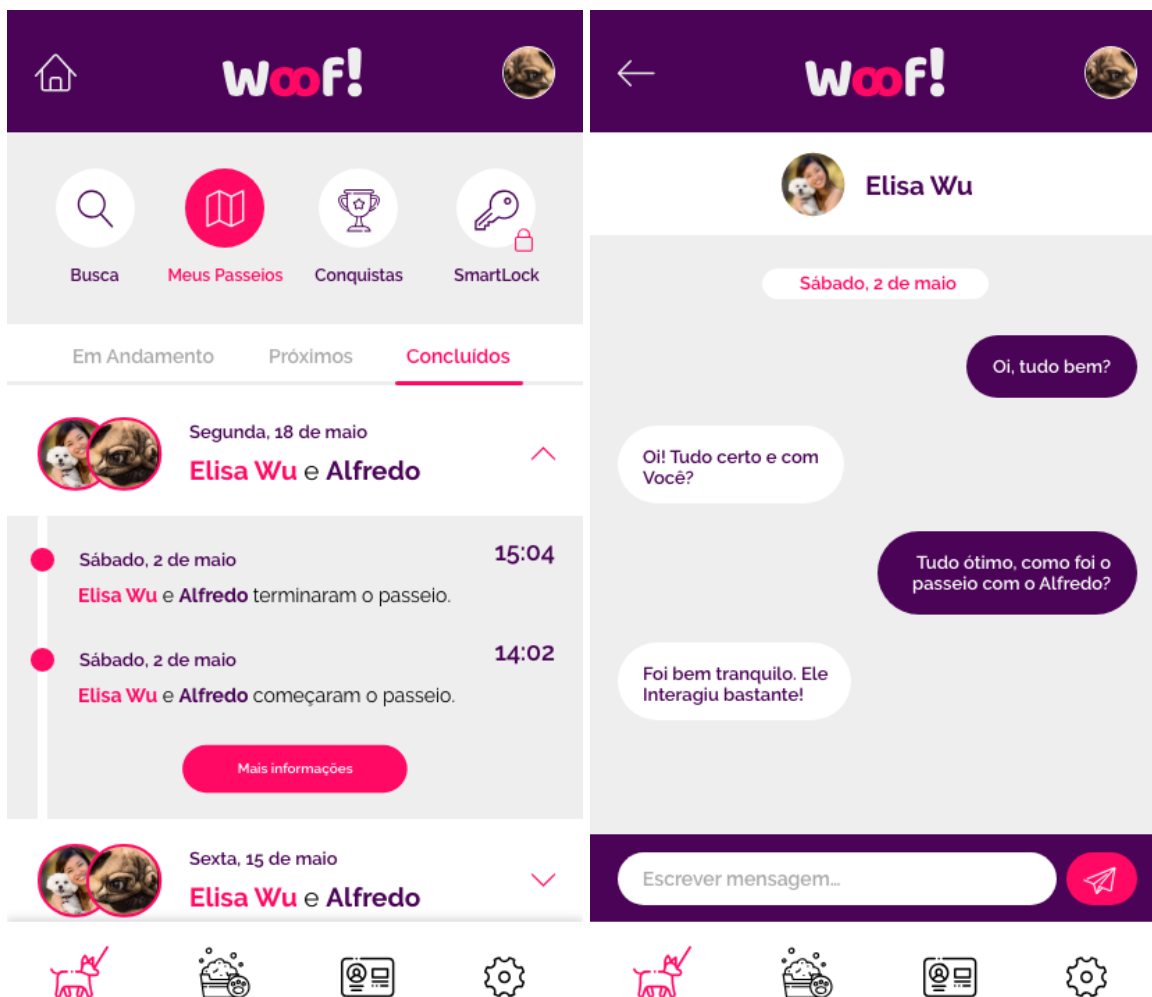 Woof!
Busca
Meus Passeios
Conquistas
SmartLock
Em Andamento
Próximos
Concluídos
Segunda, 18 de maio
Elisa Wu e Alfredo
Sábado, 2 de maio
15:04
Elisa Wu e Alfredo terminaram o passeio.
Sábado, 2 de maio
14:02
Elisa Wu e Alfredo começaram o passeio.
Mais informações
Sexta, 15 de maio
Elisa Wu e Alfredo
Woof!
Elisa Wu
Sábado, 2 de maio
Oi, tudo bem?
Oi! Tudo certo e com
Você?
Tudo ótimo, como foi o
passeio com o Alfredo?
Foi bem tranquilo. Ele
Interagiu bastante!
Escrever mensagem...